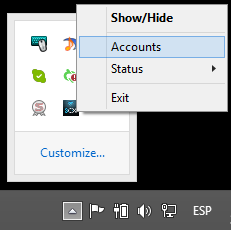 Show/Hide
Accounts
Status
Exit
Customize...
ESP